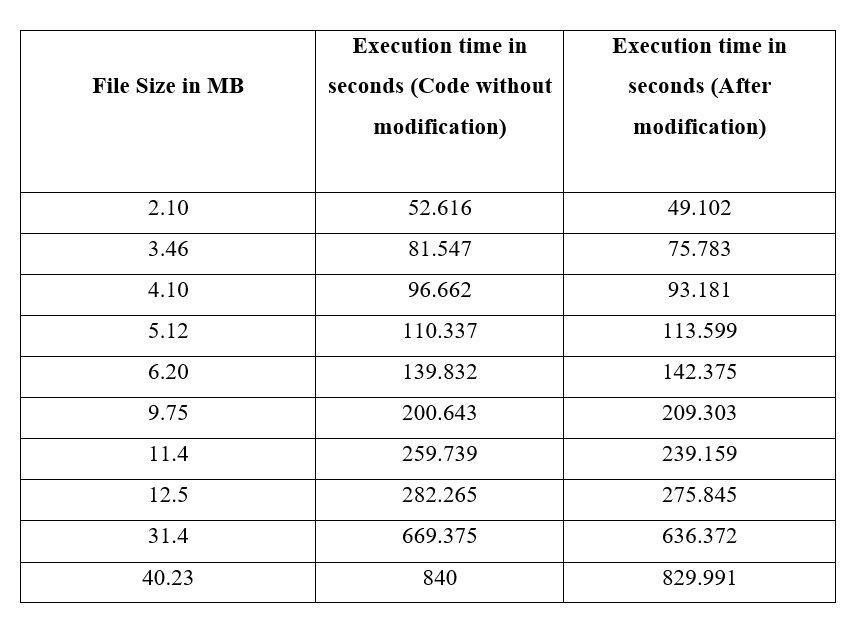 File Size in MB
Execution time in
seconds (Code without
modification)
Execution time in
seconds (After
modification)
2.10 52.616 49.102
3.46 81.547 75.783
4.10 96.662 93.181
5.12 110.337 113.599
6.20 139.832 142.375
9.75 200.643 209.303
11.4 259.739 239.159
12.5 282.265 275.845
31.4 669.375 636.372
40.23 840 829.991